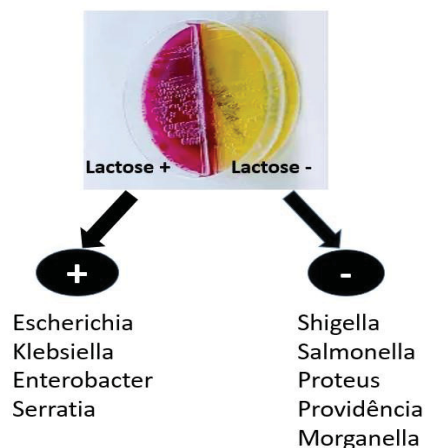 Lactose +
Lactose -
+
-
Escherichia
Klebsiella
Enterobacter
Serratia
Shigella
Salmonella
Proteus
Providência
Morganella